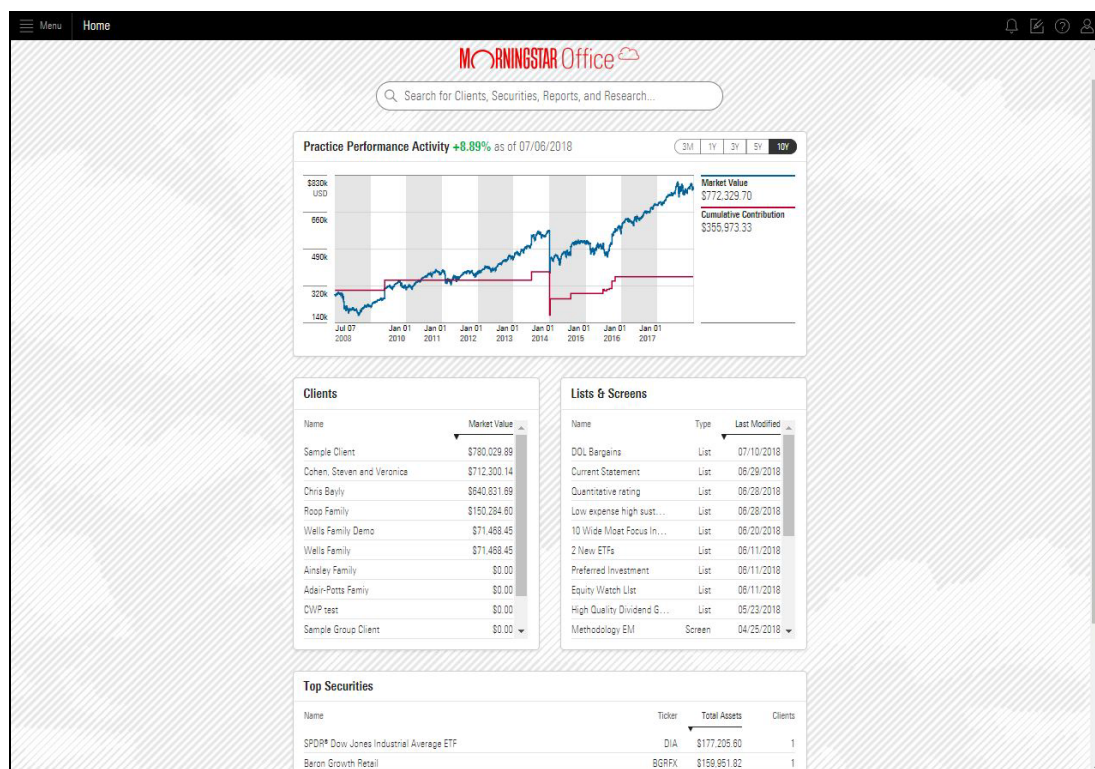 Menu Home
MORNINGSTAR Office
Search for Clients, Securities, Reports, and Research...
Practice Performance Activity +8.89% as of 07/06/2018 3M 1Y 3Y 5Y 10Y
$830k
USD
660k
490k
320k
140k
Jul 07 Jan 01 Jan 01 Jan 01 Jan 01 Jan 01 Jan 01 Jan 01 Jan 01
2008 2010 2011 2012 2013 2014 2015 2016 2017
Market Value
$772,329.70
Cumulative Contribution
$355,973.33
Clients
Name Market Value
Sample Client $780,029.89
Cohen, Steven and Veronica $712,300.14
Chris Bayly $640,831.69
Roop Family $150,284.60
Wells Family Demo $71,468.45
Wells Family $71,468.45
Ainsley Family $0.00
Adair-Potts Famiy $0.00
CWP test $0.00
Sample Group Client $0.00
Lists & Screens
Name Type Last Modified
DOL Bargains List 07/10/2018
Current Statement List 06/29/2018
Quantitative rating List 06/28/2018
Low expense high sust... List 06/28/2018
10 Wide Moat Focus In... List 06/20/2018
2 New ETFs List 06/11/2018
Preferred Investment List 06/11/2018
Equity Watch LIst List 06/11/2018
High Quality Dividend G... List 05/23/2018
Methodology EM Screen 04/25/2018
Top Securities
Name Ticker Total Assets Clients
SPDR® Dow Jones Industrial Average ETF DIA $177,205.60 1
Baron Growth Retail BGRFX $159,951.82 1